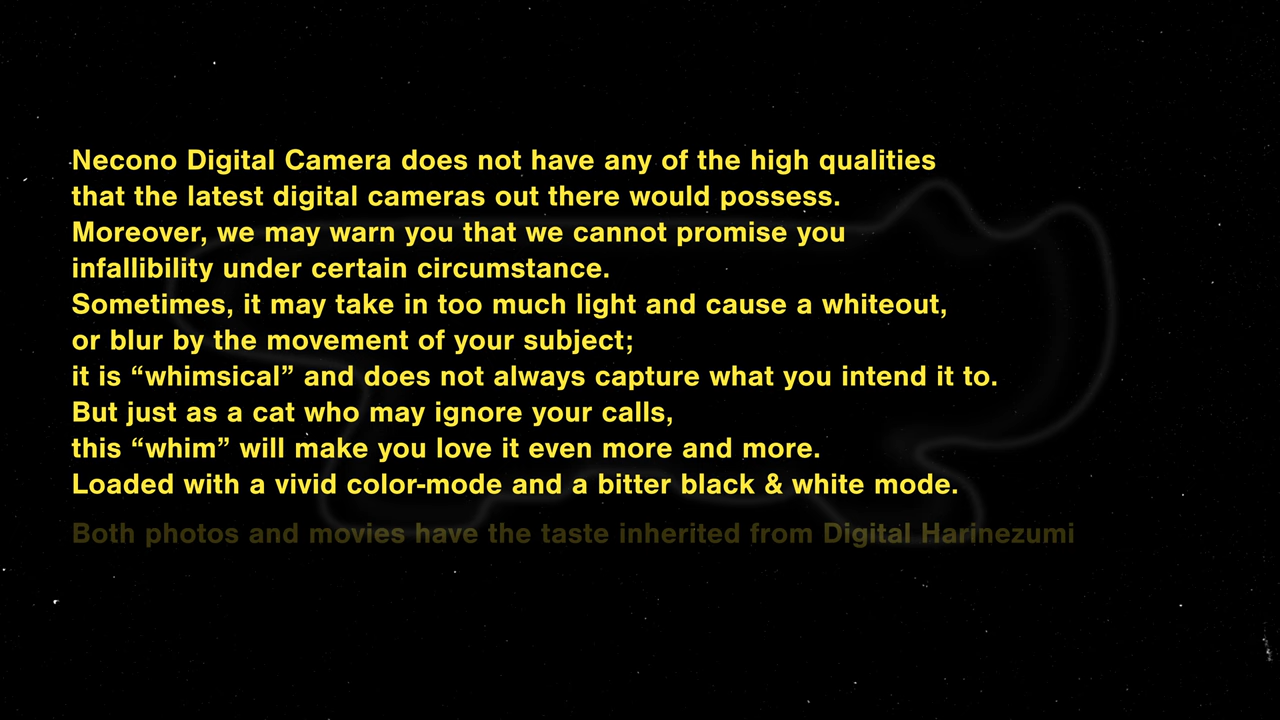 Necono Digital Camera does not have any of the high qualities
that the latest digital cameras out there would possess.
Moreover, we may warn you that we cannot promise you
infallibility under certain circumstance.
Sometimes, it may take in too much light and cause a whiteout,
or blur by the movement of your subject;
it is “whimsical” and does not always capture what you intend it to.
But just as a cat who may ignore your calls,
this “whim” will make you love it even more and more.
Loaded with a vivid color-mode and a bitter black & white mode.
Both photos and movies have the taste inherited from Digital Harinezumi